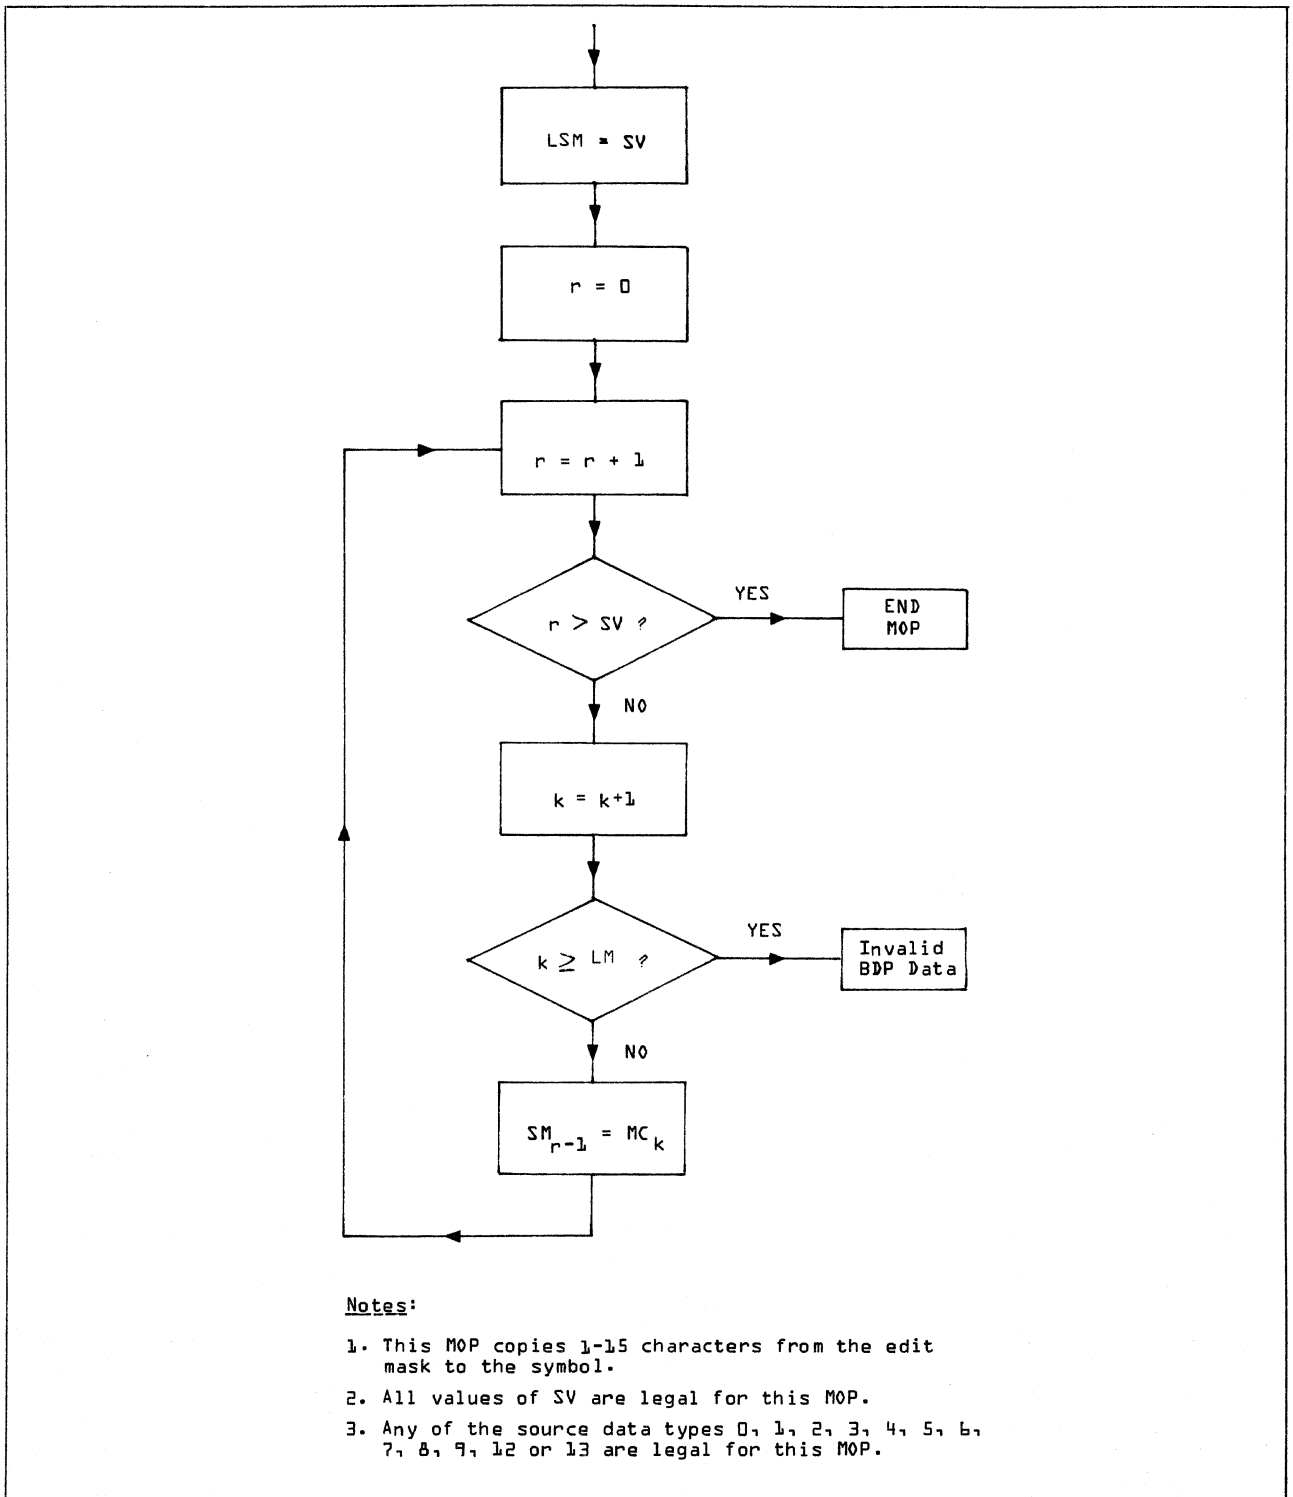 LSM = SV
r = 0
r = r + 1
r > SV ?
YES
END
MOP
NO
k = k+1
k ≥ LM ?
YES
Invalid
BDP Data
NO
SM r-1 = MC k
Notes:
1. This MOP copies 1-15 characters from the edit
mask to the symbol.
2. All values of SV are legal for this MOP.
3. Any of the source data types 0, 1, 2, 3, 4, 5, 6,
7, 8, 9, 12 or 13 are legal for this MOP.